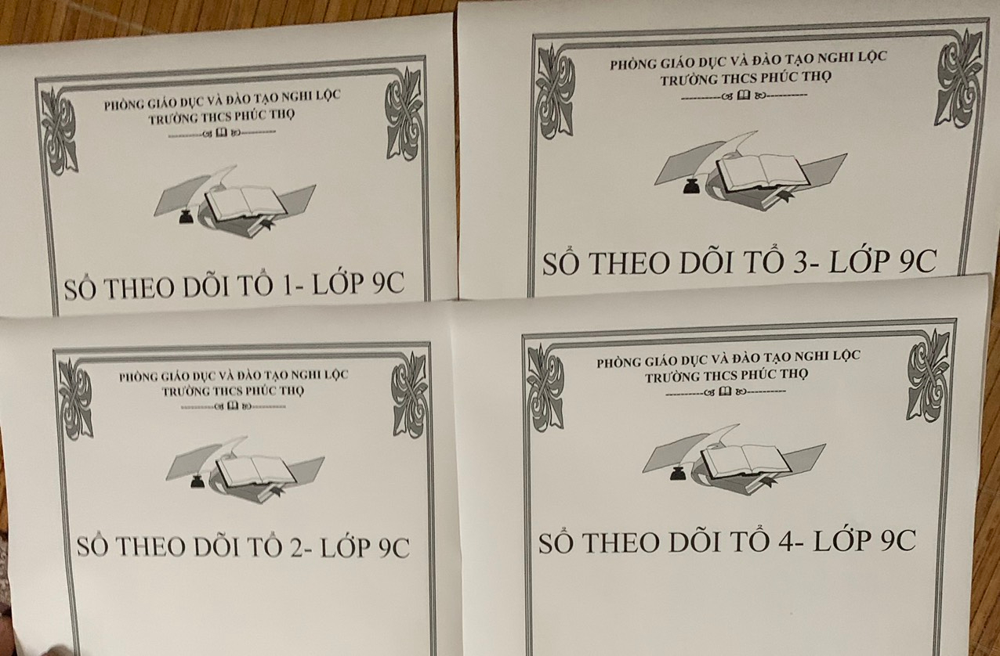 PHÒNG GIÁO DỤC VÀ ĐÀO TẠO NGHI LỘC
TRƯỜNG THCS PHÚC THỌ
SỔ THEO DÕI TỔ 1- LỚP 9C
PHÒNG GIÁO DỤC VÀ ĐÀO TẠO NGHI LỘC
TRƯỜNG THCS PHÚC THỌ
SỔ THEO DÕI TỔ 3- LỚP 9C
PHÒNG GIÁO DỤC VÀ ĐÀO TẠO NGHI LỘC
TRƯỜNG THCS PHÚC THỌ
SỔ THEO DÕI TỔ 2- LỚP 9C
PHÒNG GIÁO DỤC VÀ ĐÀO TẠO NGHI LỘC
TRƯỜNG THCS PHÚC THỌ
SỔ THEO DÕI TỔ 4- LỚP 9C